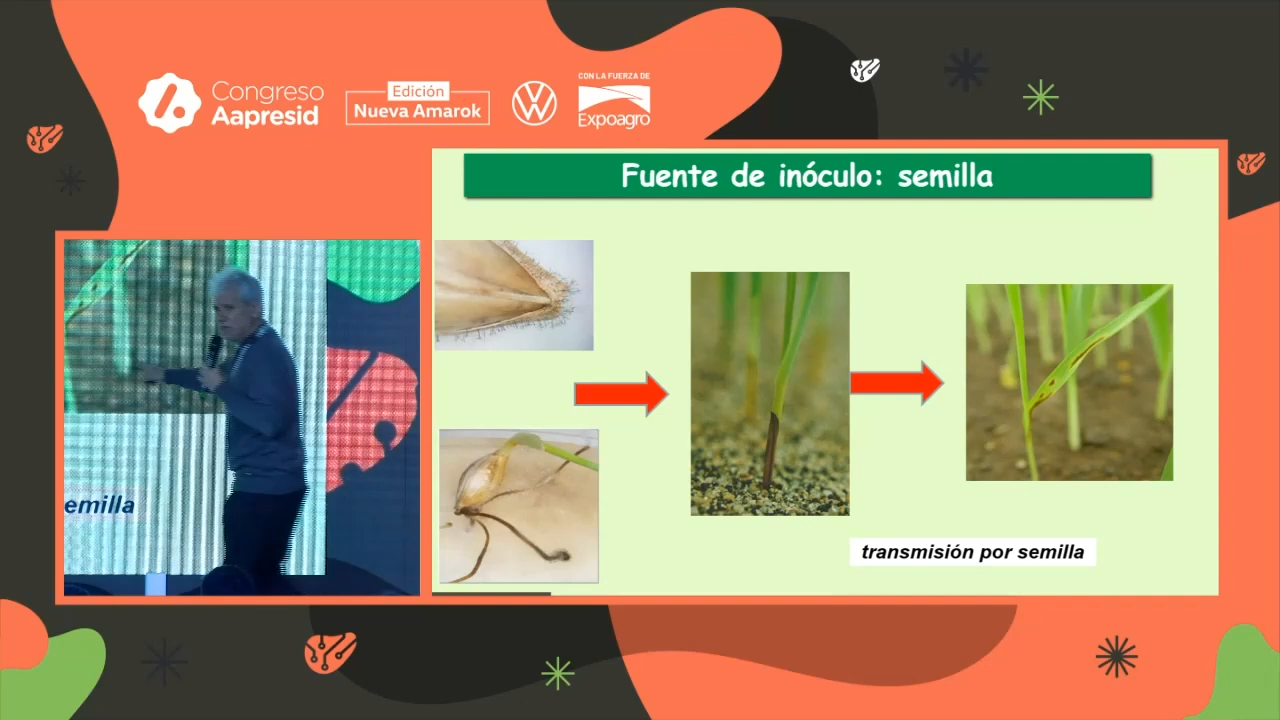 Congreso
Aapresid
Edición
Nueva Amarok
CON LA FUERZA DE
Expoagro
Fuente de inóculo: semilla
emilla
transmisión por semilla